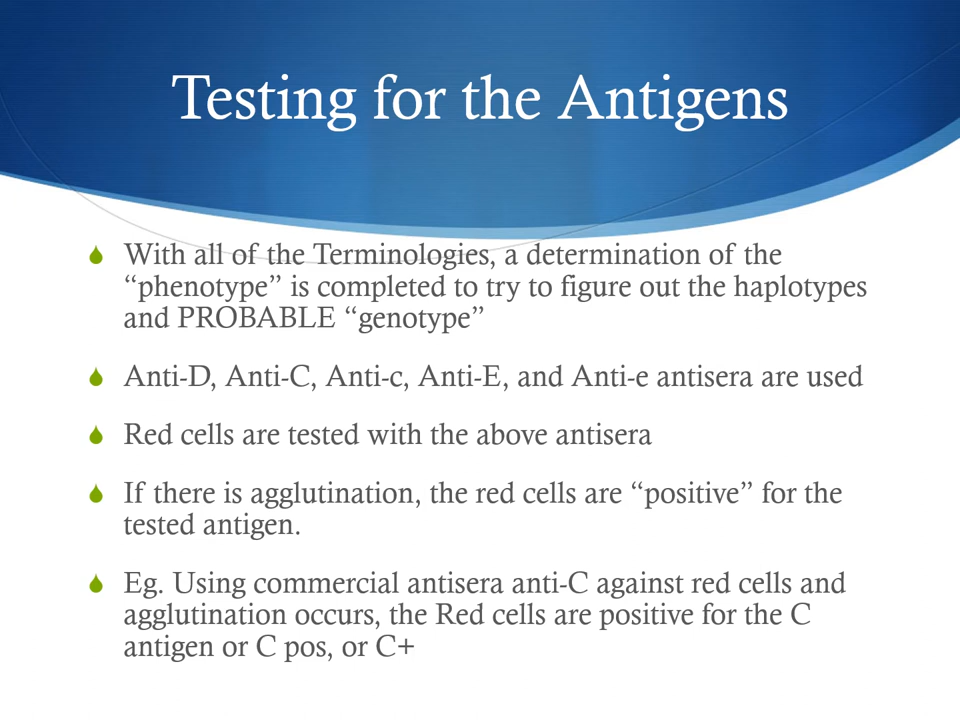 Testing for the Antigens
With all of the Terminologies, a determination of the
“phenotype” is completed to try to figure out the haplotypes
and PROBABLE “genotype”
Anti-D, Anti-C, Anti-c, Anti-E, and Anti-e antisera are used
Red cells are tested with the above antisera
If there is agglutination, the red cells are “positive” for the
tested antigen.
Eg. Using commercial antisera anti-C against red cells and
agglutination occurs, the Red cells are positive for the C
antigen or C pos, or C+